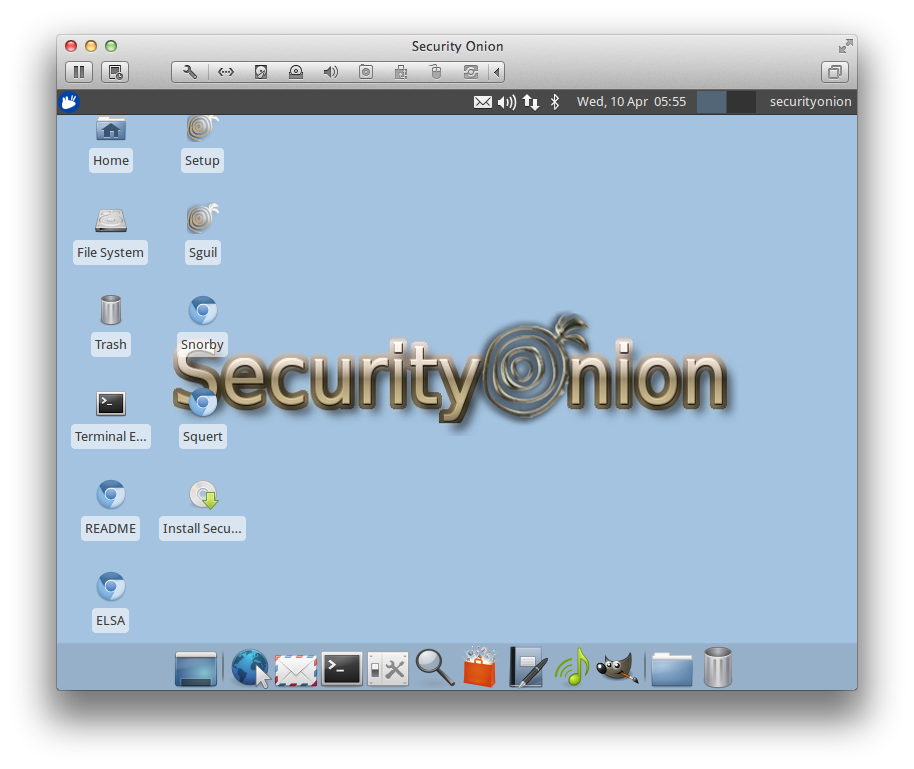 Security Onion
Wed, 10 Apr 05:55
securityonion
Home
Setup
File System
Sguil
Trash
Snorby
SecurityOnion
Terminal E...
Squert
README
Install Secu...
ELSA